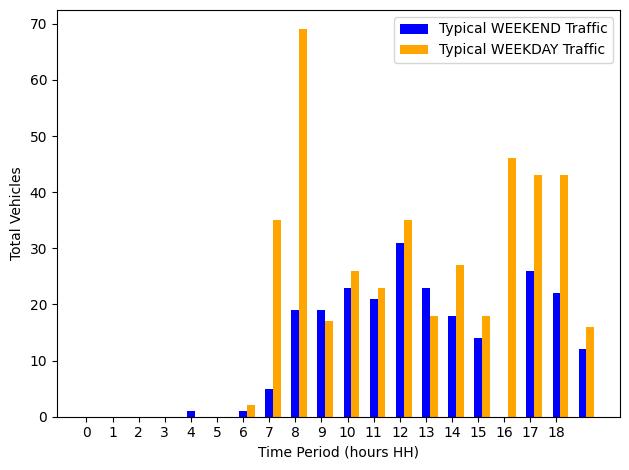 Typical WEEKEND Traffic
Typical WEEKDAY Traffic
Total Vehicles
70
60
50
40
30
20
10
0
0 1 2 3 4 5 6 7 8 9 10 11 12 13 14 15 16 17 18
Time Period (hours HH)